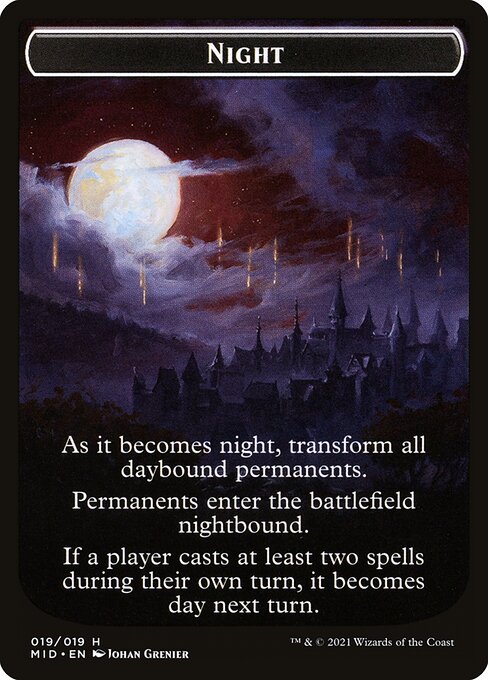 Night
As it becomes night, transform all
daybound permanents.
Permanents enter the battlefield
nightbound.
If a player casts at least two spells
during their own turn, it becomes
day next turn.
019/019 H
MID • EN Johan Grenier
™ & © 2021 Wizards of the Coast